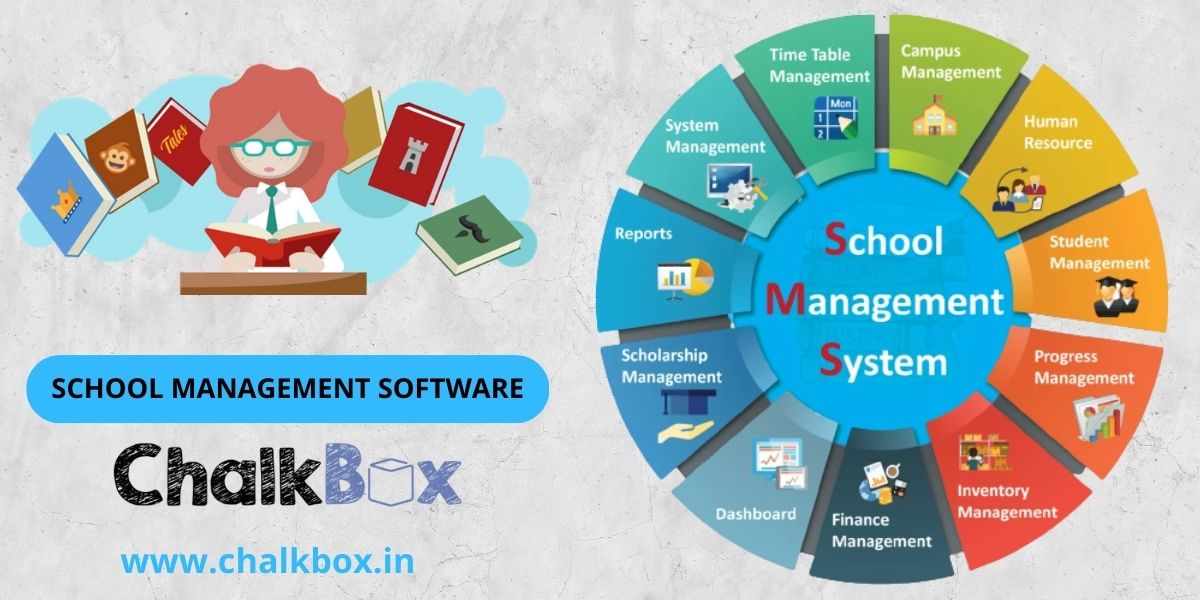 Tales
SCHOOL MANAGEMENT SOFTWARE
ChalkBox
www.chalkbox.in
School
Management
System
Time Table
Management
Mon
1
2
Campus
Management
Human
Resource
Student
Management
Progress
Management
Inventory
Management
Finance
Management
Dashboard
Scholarship
Management
Reports
System
Management